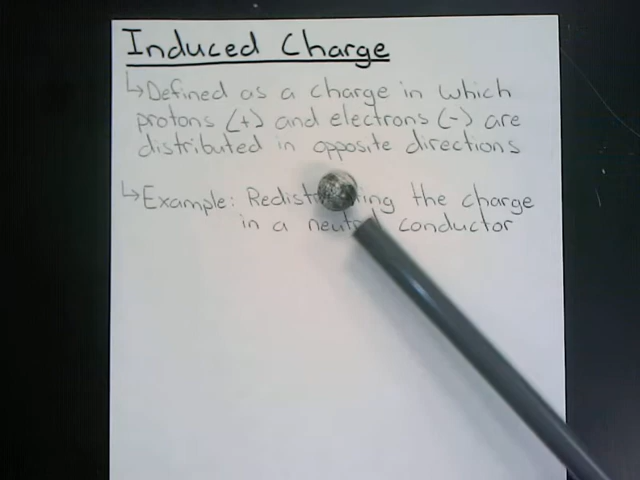 Induced Charge
↳Defined as a charge in which
protons (+) and electrons (-) are
distributed in opposite directions
↳Example: the charge
in a conductor